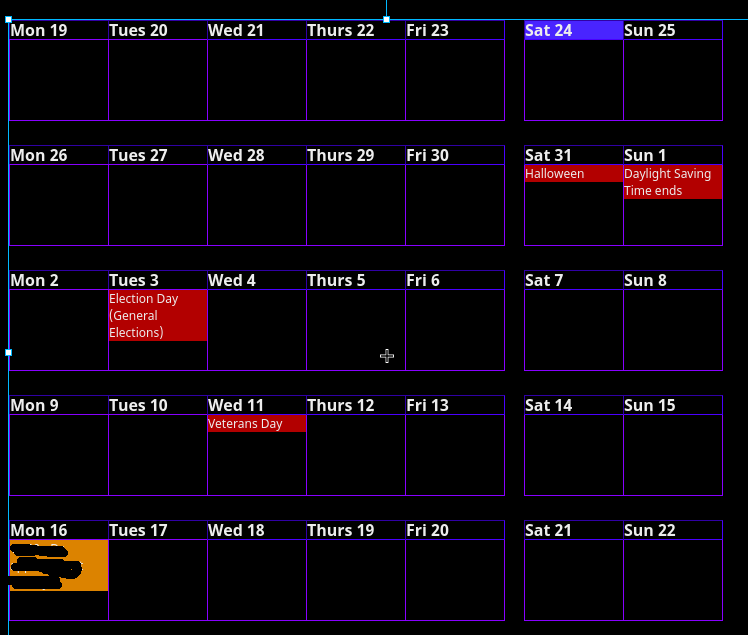 Mon 19 Tues 20 Wed 21 Thurs 22 Fri 23 Sat 24 Sun 25
Mon 26 Tues 27 Wed 28 Thurs 29 Fri 30 Sat 31 Sun 1
Halloween Daylight Saving
Time ends
Mon 2 Tues 3 Wed 4 Thurs 5 Fri 6 Sat 7 Sun 8
Election Day
(General
Elections)
Mon 9 Tues 10 Wed 11 Thurs 12 Fri 13 Sat 14 Sun 15
Veterans Day
Mon 16 Tues 17 Wed 18 Thurs 19 Fri 20 Sat 21 Sun 22